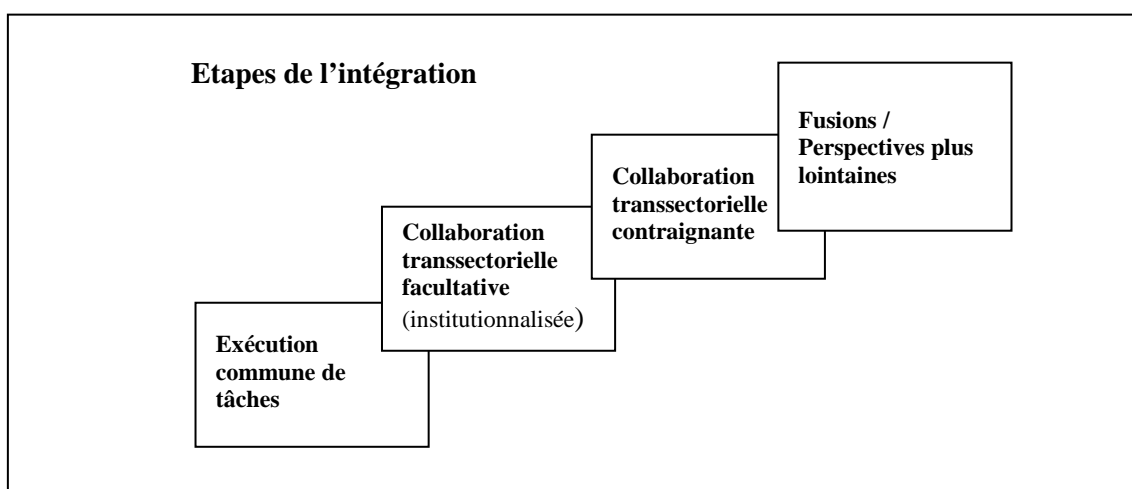 Etapes de l'intégration
Exécution
commune de
tâches
Collaboration
transsectorielle
facultative
(institutionnalisée)
Collaboration
transsectorielle
contraignante
Fusions /
Perspectives plus
lointaines